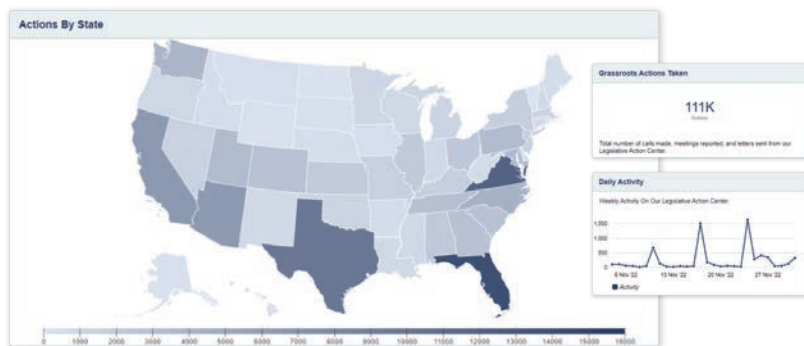 Actions By State
0 1000 2000 3000 4000 5000 6000 7000 8000 9000 10000 11000 12000 13000 14000 15000 16000
Grassroots Actions Taken
111K
Actions
Total number of calls made, meetings reported, and letters sent from our
Legislative Action Center.
Daily Activity
Weekly Activity On Our Legislative Action Center.
1,500
500
0
6 Nov '22 13 Nov '22 20 Nov '22 27 Nov '22
Activity